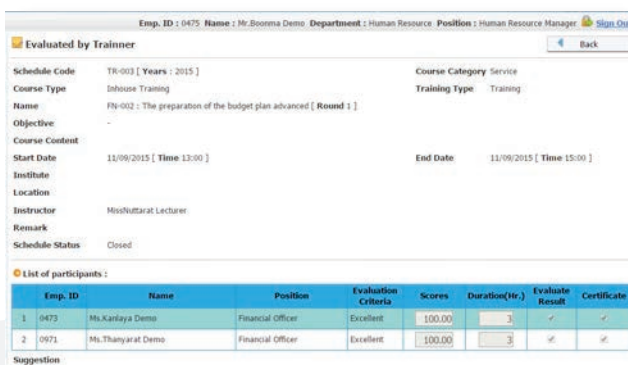 Emp. ID : 0475 Name : Mr.Boonma Demo Department : Human Resource Position : Human Resource Manager Sign Ou
Evaluated by Trainner
Back
Schedule Code TR-003 [ Years : 2015 ] Course Category Service
Course Type Inhouse Training Training Type Training
Name FN-002 : The preparation of the budget plan advanced [ Round 1 ]
Objective -
Course Content
Start Date 11/09/2015 [ Time 13:00 ] End Date 11/09/2015 [ Time 15:00 ]
Institute
Location
Instructor MissNuttarat Lecturer
Remark
Schedule Status Closed
List of participants :
Emp. ID Name Position Evaluation Criteria Scores Duration(Hr.) Evaluate Result Certificate
1 0473 Ms.Kanlaya Demo Financial Officer Excellent 100.00 3
2 0971 Ms.Thanyarat Demo Financial Officer Excellent 100.00 3
Suggestion